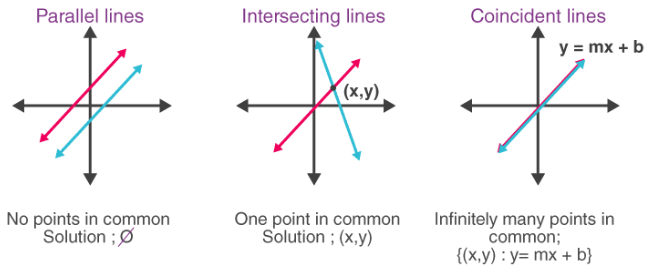 Parallel lines
Intersecting lines
Coincident lines
y = mx + b
(x,y)
No points in common
Solution ; Ø
One point in common
Solution ; (x,y)
Infinitely many points in
common;
{(x,y) : y= mx + b}